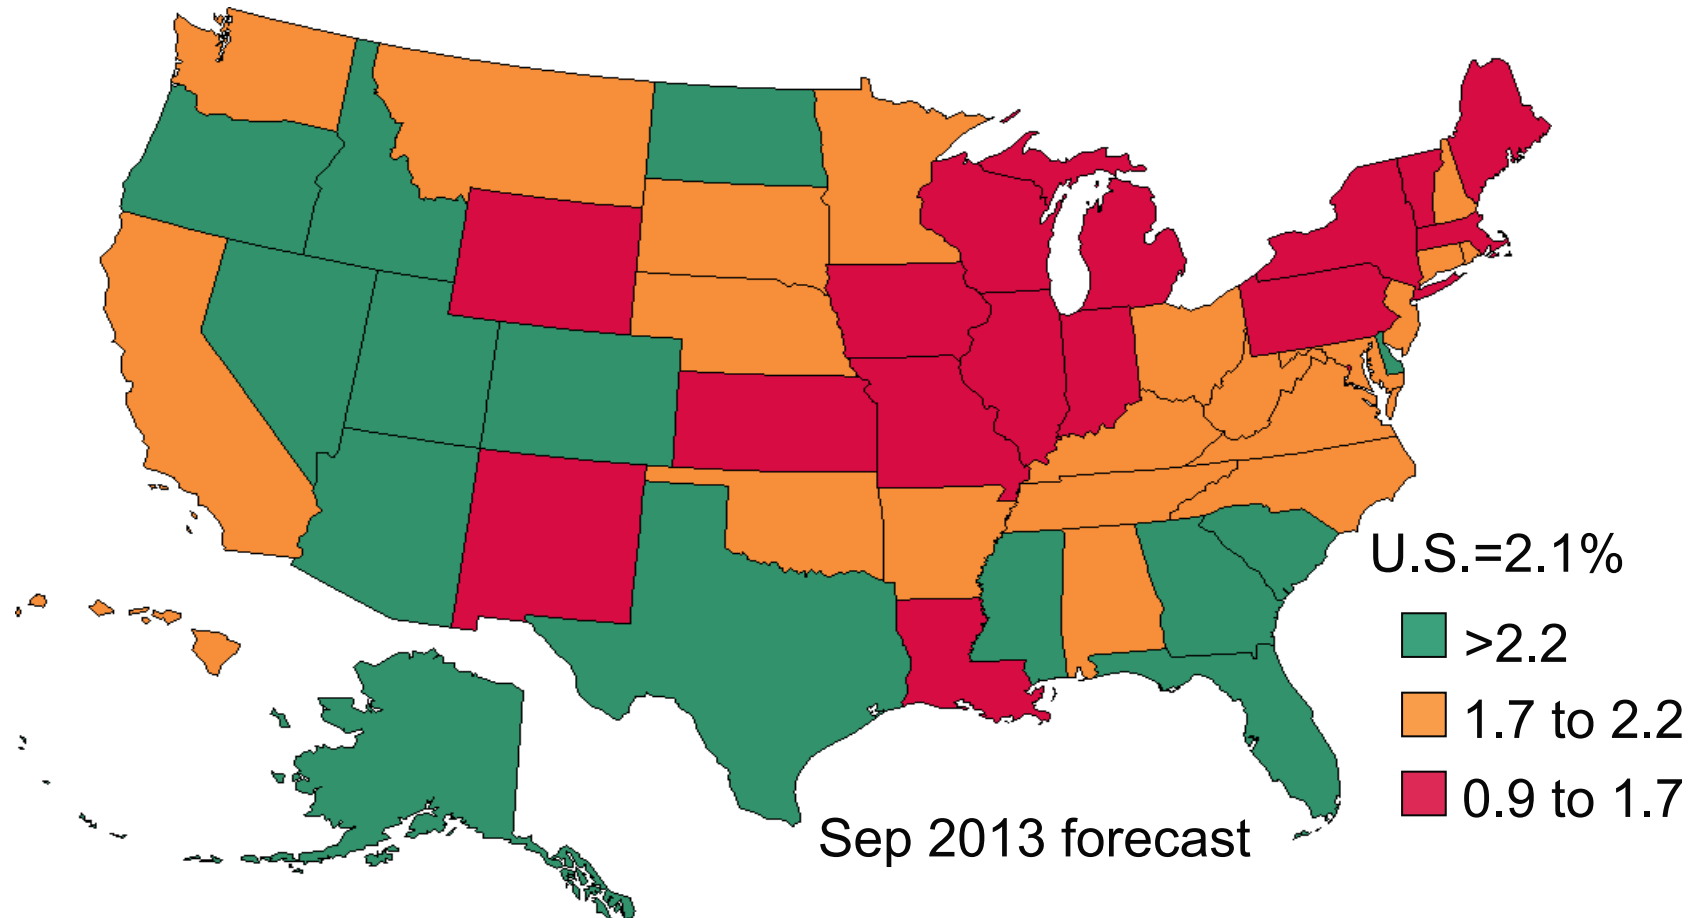 U.S.=2.1%
>2.2
1.7 to 2.2
0.9 to 1.7
Sep 2013 forecast